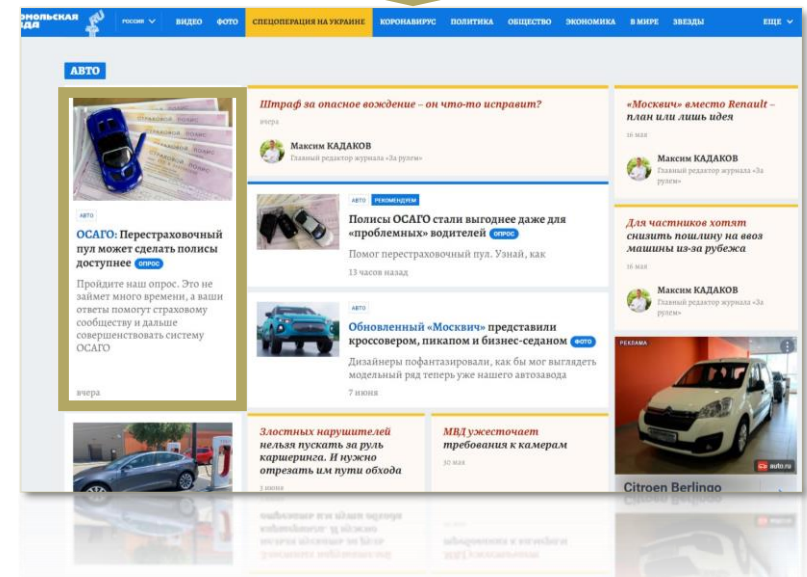 МОЛЬСКАЯ
ВДА
.RU
РОССИЯ
ВИДЕО
ФОТО
СПЕЦОПЕРАЦИЯ НА УКРАИНЕ
КОРОНАВИРУС
ПОЛИТИКА
ОБЩЕСТВО
ЭКОНОМИКА
В МИРЕ
ЗВЕЗДЫ
ЕЩЕ
АВТО
АВТО
ОСАГО: Перестраховочный
пул может сделать полисы
доступнее ОПРОС
Пройдите наш опрос. Это не
займет много времени, а ваши
ответы помогут страховому
сообществу и дальше
совершенствовать систему
ОСАГО
вчера
Штраф за опасное вождение – он что-то исправит?
вчера
Максим КАДАКОВ
Главный редактор журнала «За рулем»
АВТО РЕКОМЕНДУЕМ
Полисы ОСАГО стали выгоднее даже для
«проблемных» водителей ОПРОС
Помог перестраховочный пул. Узнай, как
13 часов назад
АВТО
Обновленный «Москвич» представили
кроссовером, пикапом и бизнес-седаном ФОТО
Дизайнеры пофантазировали, как бы мог выглядеть
модельный ряд теперь уже нашего автозавода
7 июня
Злостных нарушителей
нельзя пускать за руль
каршеринга. И нужно
отрезать им пути обхода
3 июня
МВД ужесточает
требования к камерам
30 мая
«Москвич» вместо Renault –
план или лишь идея
16 мая
Максим КАДАКОВ
Главный редактор журнала «За
рулем»
Для частников хотят
снизить пошлину на ввоз
машины из-за рубежа
16 мая
Максим КАДАКОВ
Главный редактор журнала «За
рулем»
РЕКЛАМА
auto.ru
Citroen Berlingo